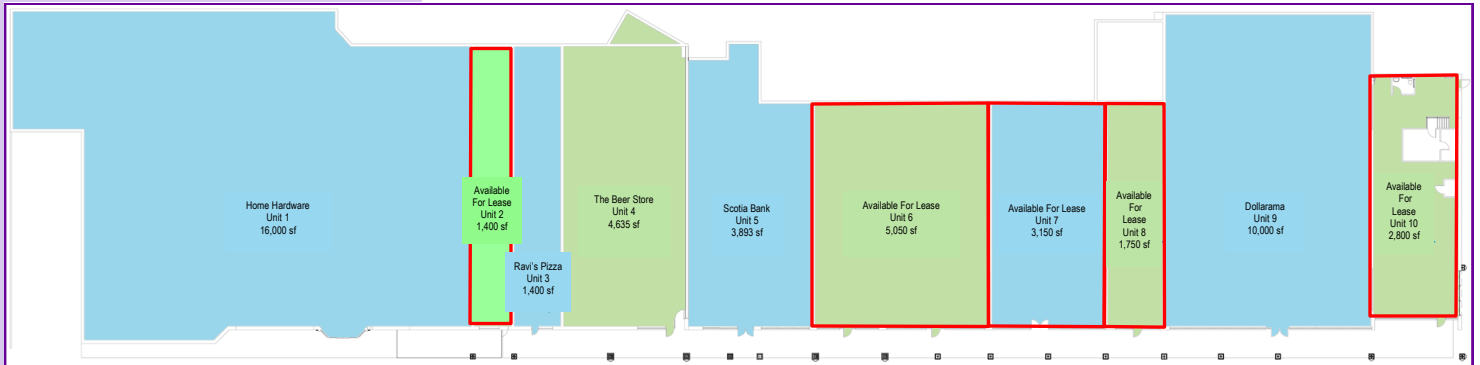 Home Hardware
Unit 1
16,000 sf
Available
For Lease
Unit 2
1,400 sf
Ravi's Pizza
Unit 3
1,400 sf
The Beer Store
Unit 4
4,635 sf
Scotia Bank
Unit 5
3,893 sf
Available For Lease
Unit 6
5,050 sf
Available For Lease
Unit 7
3,150 sf
Available
For
Lease
Unit 8
1,750 sf
Dollarama
Unit 9
10,000 sf
Available
For
Lease
Unit 10
2,800 sf